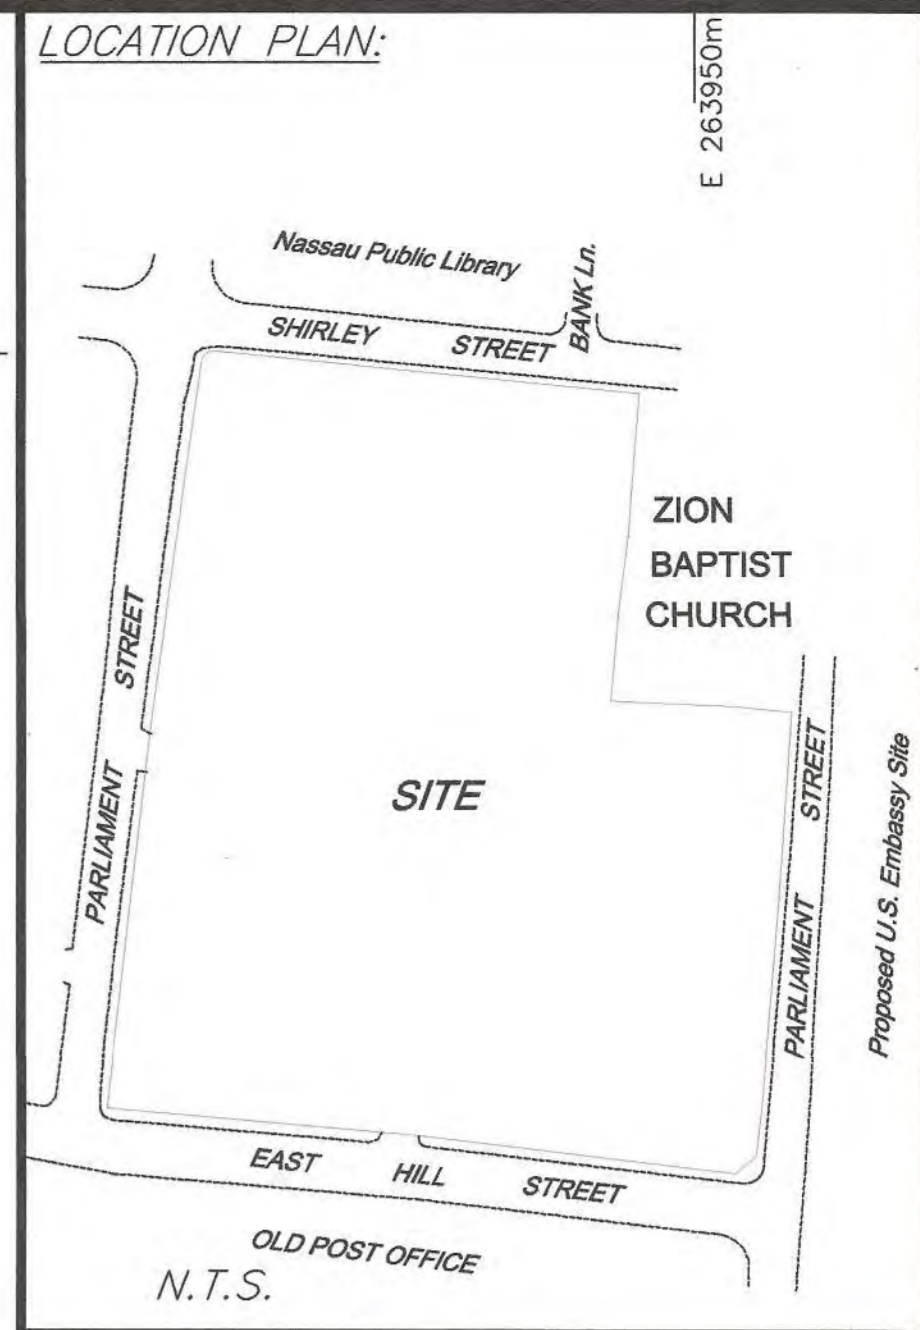 LOCATION PLAN:
E 263950m
Nassau Public Library
BANK Ln.
SHIRLEY STREET
ZION
BAPTIST
CHURCH
PARLIAMENT STREET
SITE
PARLIAMENT STREET
Proposed U.S. Embassy Site
EAST HILL STREET
OLD POST OFFICE
N.T.S.